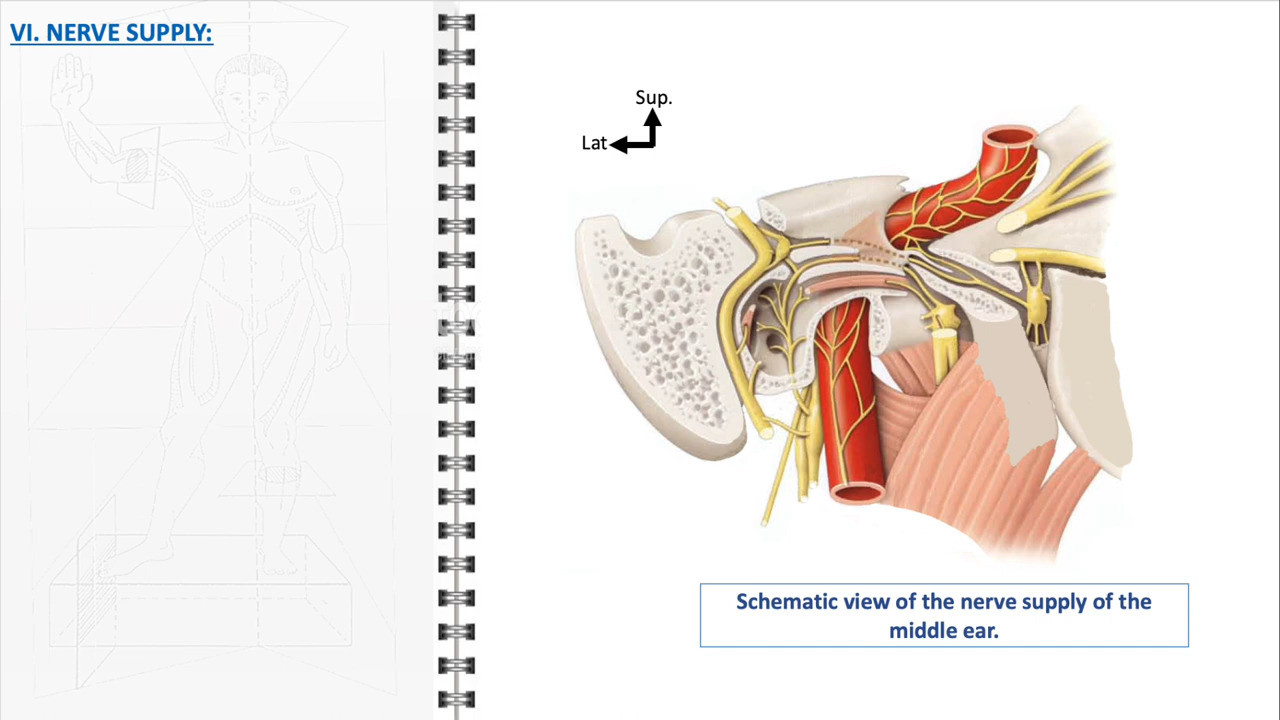 VI. NERVE SUPPLY:
Sup.
Lat
Schematic view of the nerve supply of the
middle ear.